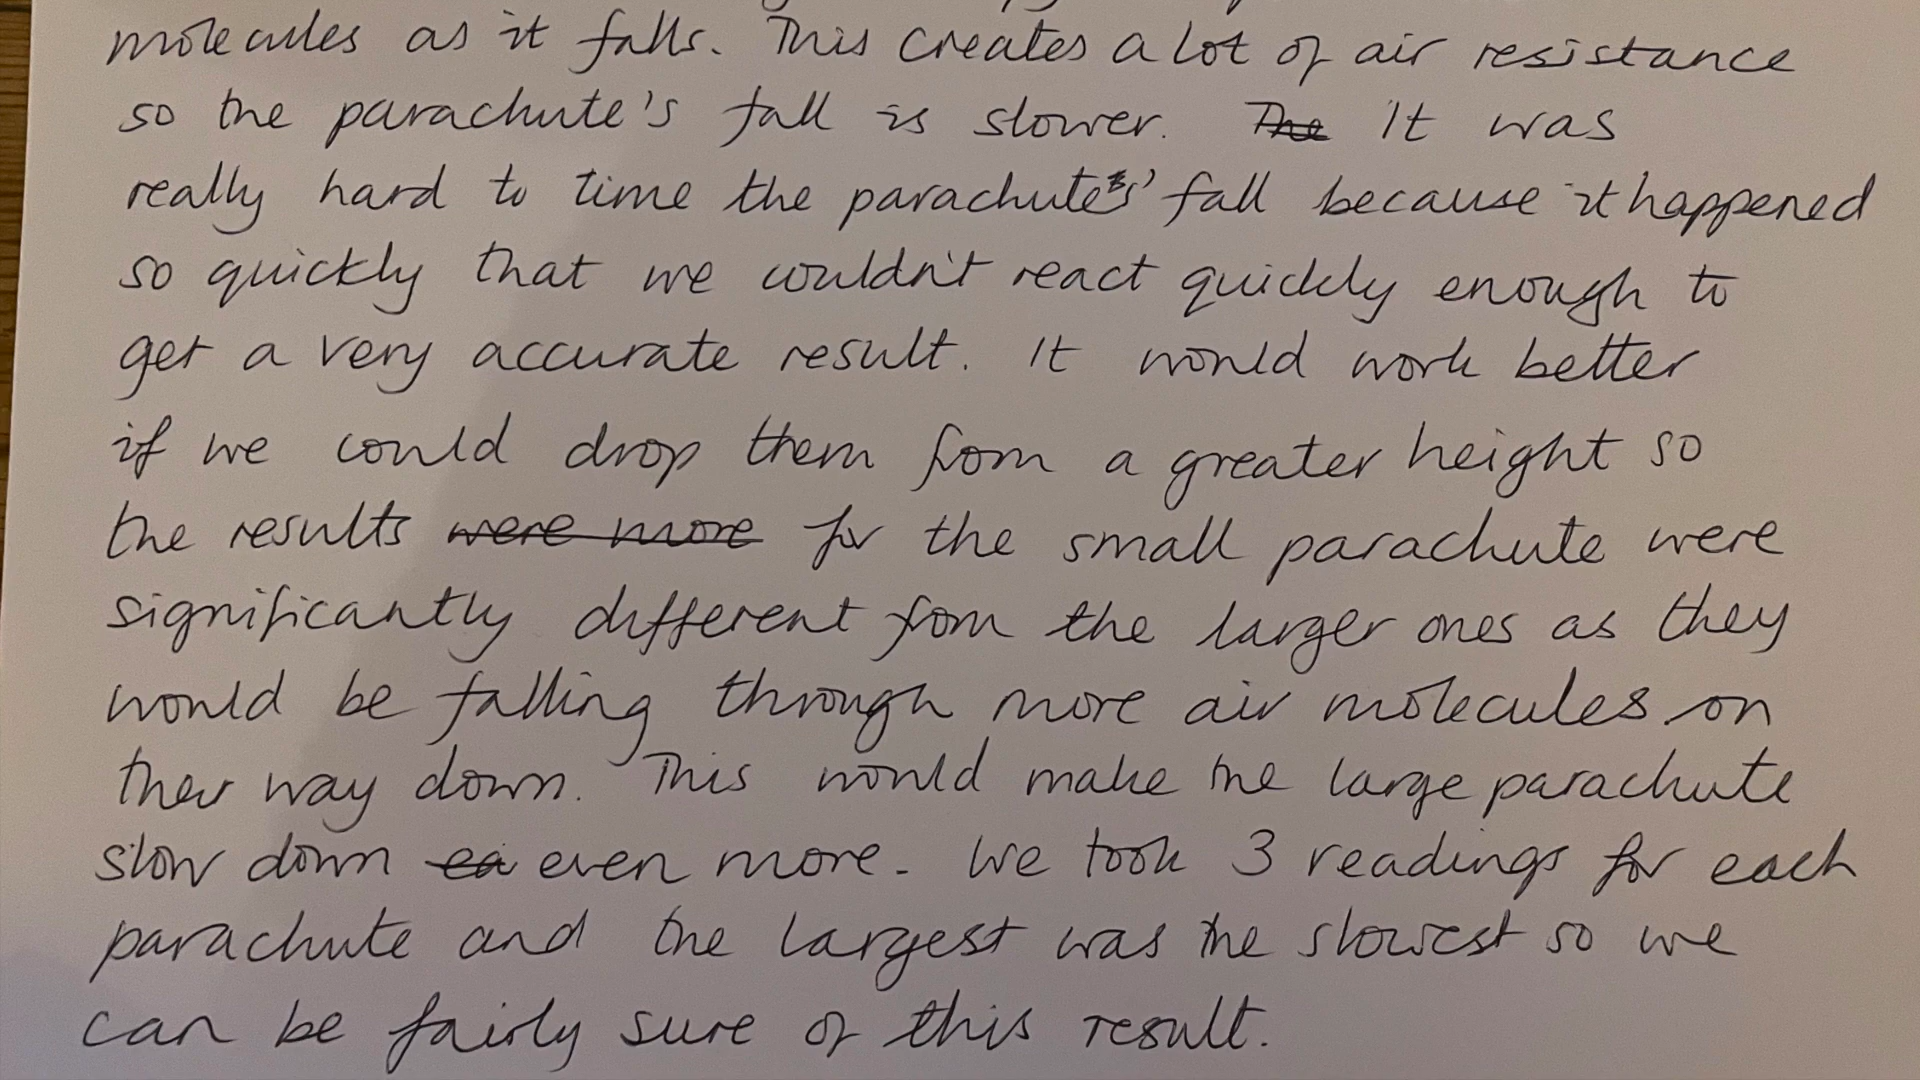 molecules as it falls. This creates a lot of air resistance
so the parachute's fall is slower. The It was
really hard to time the parachutes' fall because it happened
so quickly that we couldn't react quickly enough to
get a very accurate result. It would work better
if we could drop them from a greater height so
the results were more for the small parachute were
significantly different from the larger ones as they
would be falling through more air molecules on
their way down. This would make the large parachute
slow down ea even more. We took 3 readings for each
parachute and the largest was the slowest so we
can be fairly sure of this result.